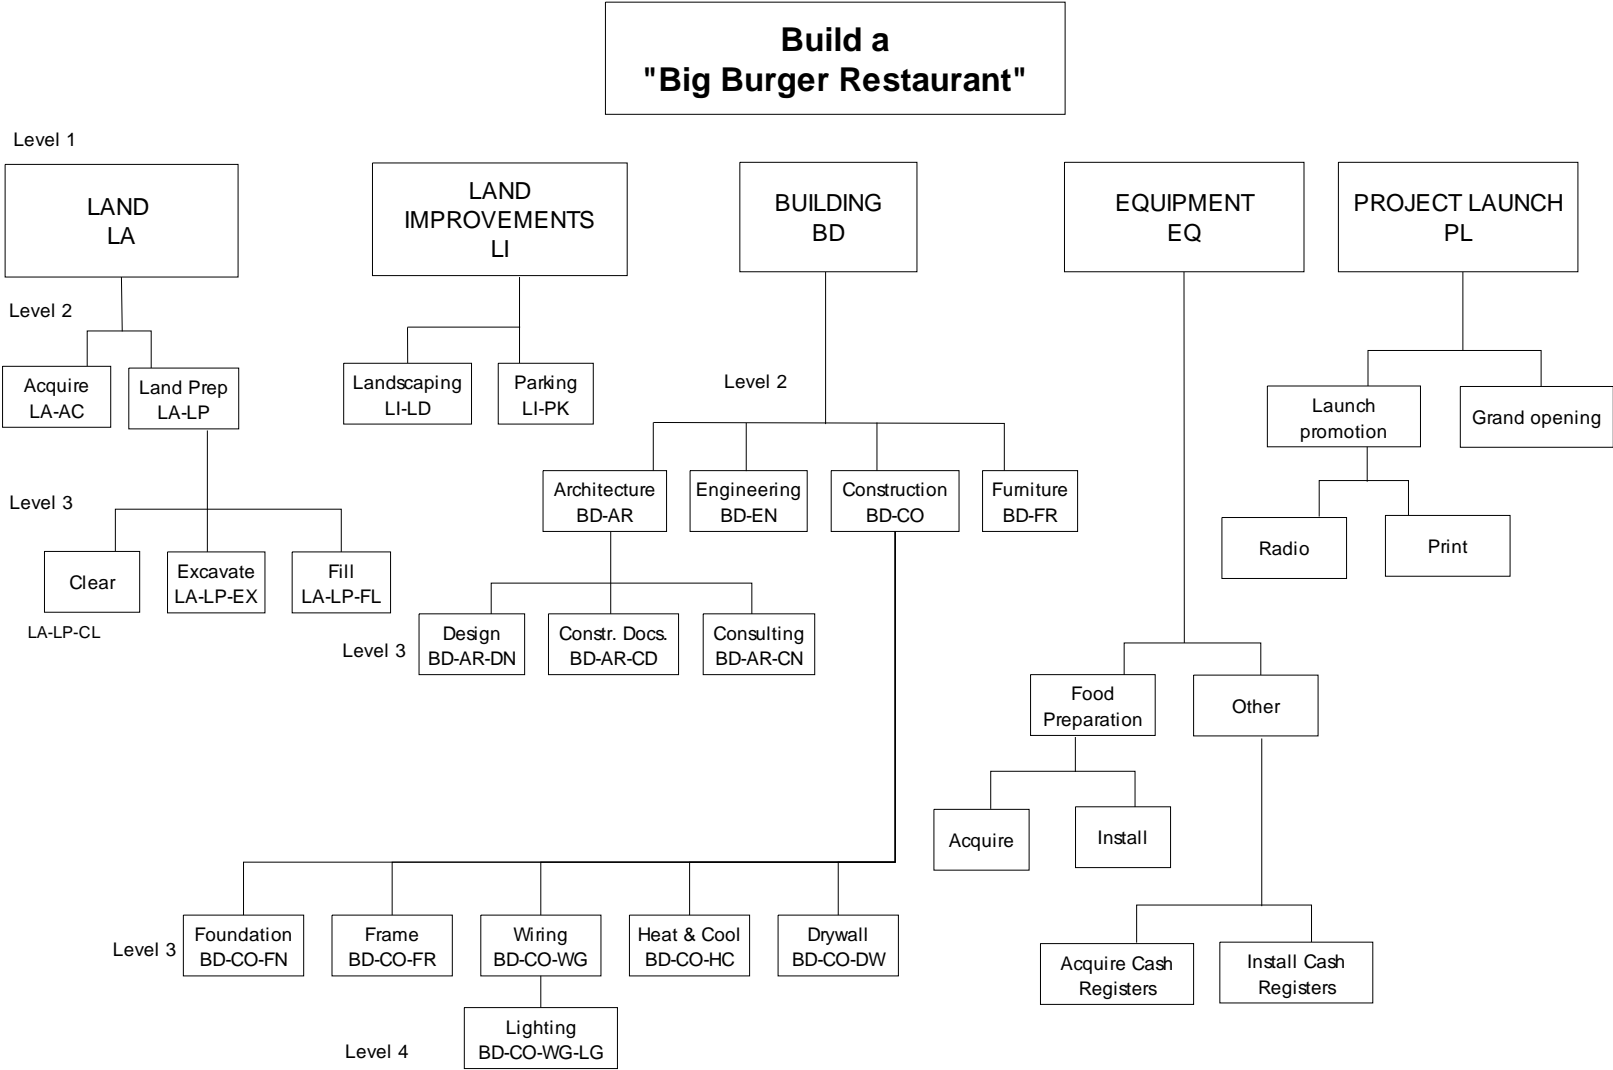 Build a
"Big Burger Restaurant"
Level 1
LAND
LA
LAND
IMPROVEMENTS
LI
BUILDING
BD
EQUIPMENT
EQ
PROJECT LAUNCH
PL
Level 2
Acquire
LA-AC
Land Prep
LA-LP
Landscaping
LI-LD
Parking
LI-PK
Level 2
Launch
promotion
Grand opening
Level 3
Architecture
BD-AR
Engineering
BD-EN
Construction
BD-CO
Furniture
BD-FR
Radio
Print
Clear
LA-LP-CL
Excavate
LA-LP-EX
Fill
LA-LP-FL
Level 3
Design
BD-AR-DN
Constr. Docs.
BD-AR-CD
Consulting
BD-AR-CN
Food
Preparation
Other
Acquire
Install
Level 3
Foundation
BD-CO-FN
Frame
BD-CO-FR
Wiring
BD-CO-WG
Heat & Cool
BD-CO-HC
Drywall
BD-CO-DW
Acquire Cash
Registers
Install Cash
Registers
Level 4
Lighting
BD-CO-WG-LG